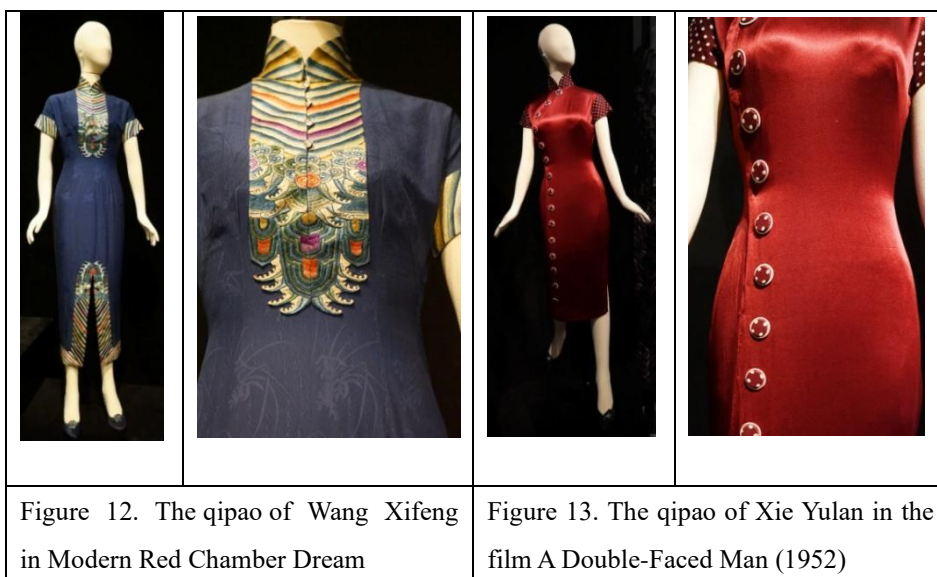 Figure 12. The qipao of Wang Xifeng
in Modern Red Chamber Dream
Figure 13. The qipao of Xie Yulan in the
film A Double-Faced Man (1952)